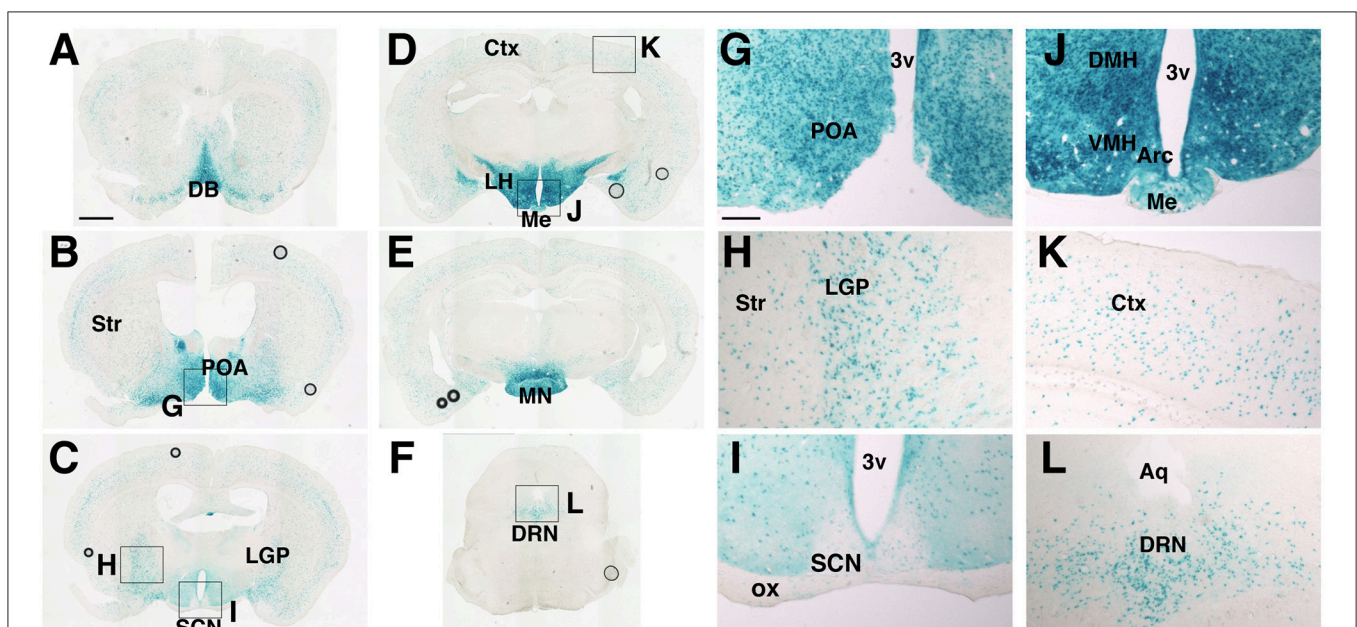 A
DB
B
Str
POA
G
C
H
LGP
I
SCN
D
Ctx
K
LH
Me
J
E
MN
F
L
DRN
G
3v
POA
H
Str
LGP
I
3v
SCN
ox
J
DMH
3v
VMH
Arc
Me
K
Ctx
L
Aq
DRN